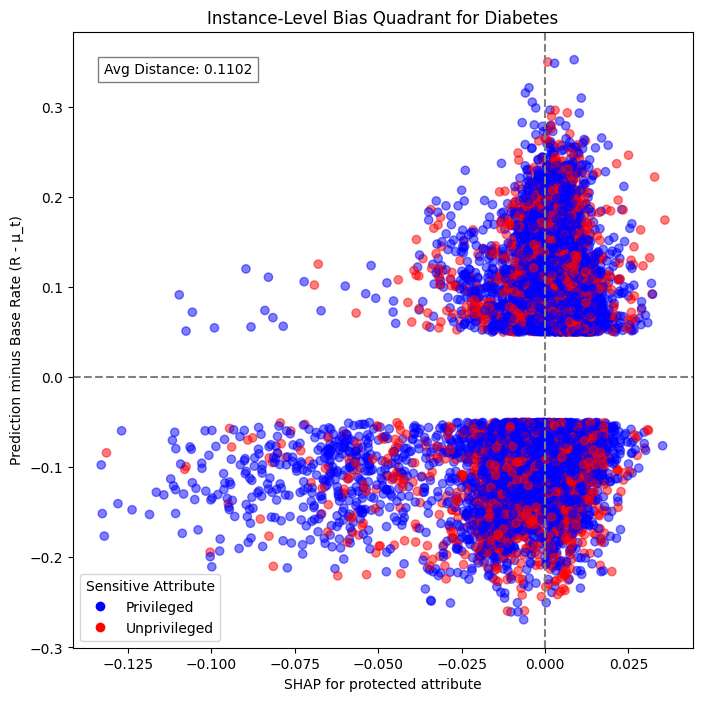 Instance-Level Bias Quadrant for Diabetes
Avg Distance: 0.1102
Prediction minus Base Rate (R - μ_t)
0.3
0.2
0.1
0.0
−0.1
−0.2
−0.3
Sensitive Attribute
Privileged
Unprivileged
−0.125
−0.100
−0.075
−0.050
−0.025
0.000
0.025
SHAP for protected attribute